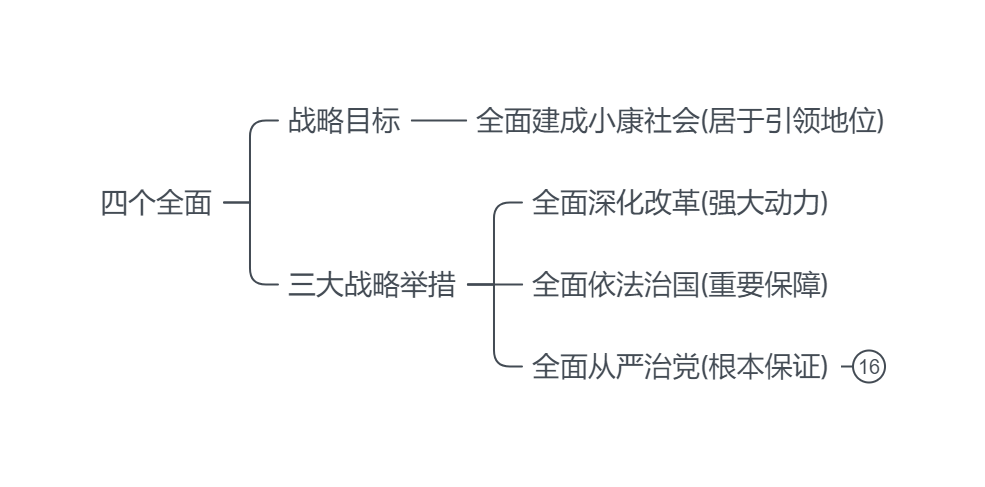 战略目标
全面建成小康社会(居于引领地位)
四个全面
全面深化改革(强大动力)
三大战略举措
全面依法治国(重要保障)
全面从严治党(根本保证)
16